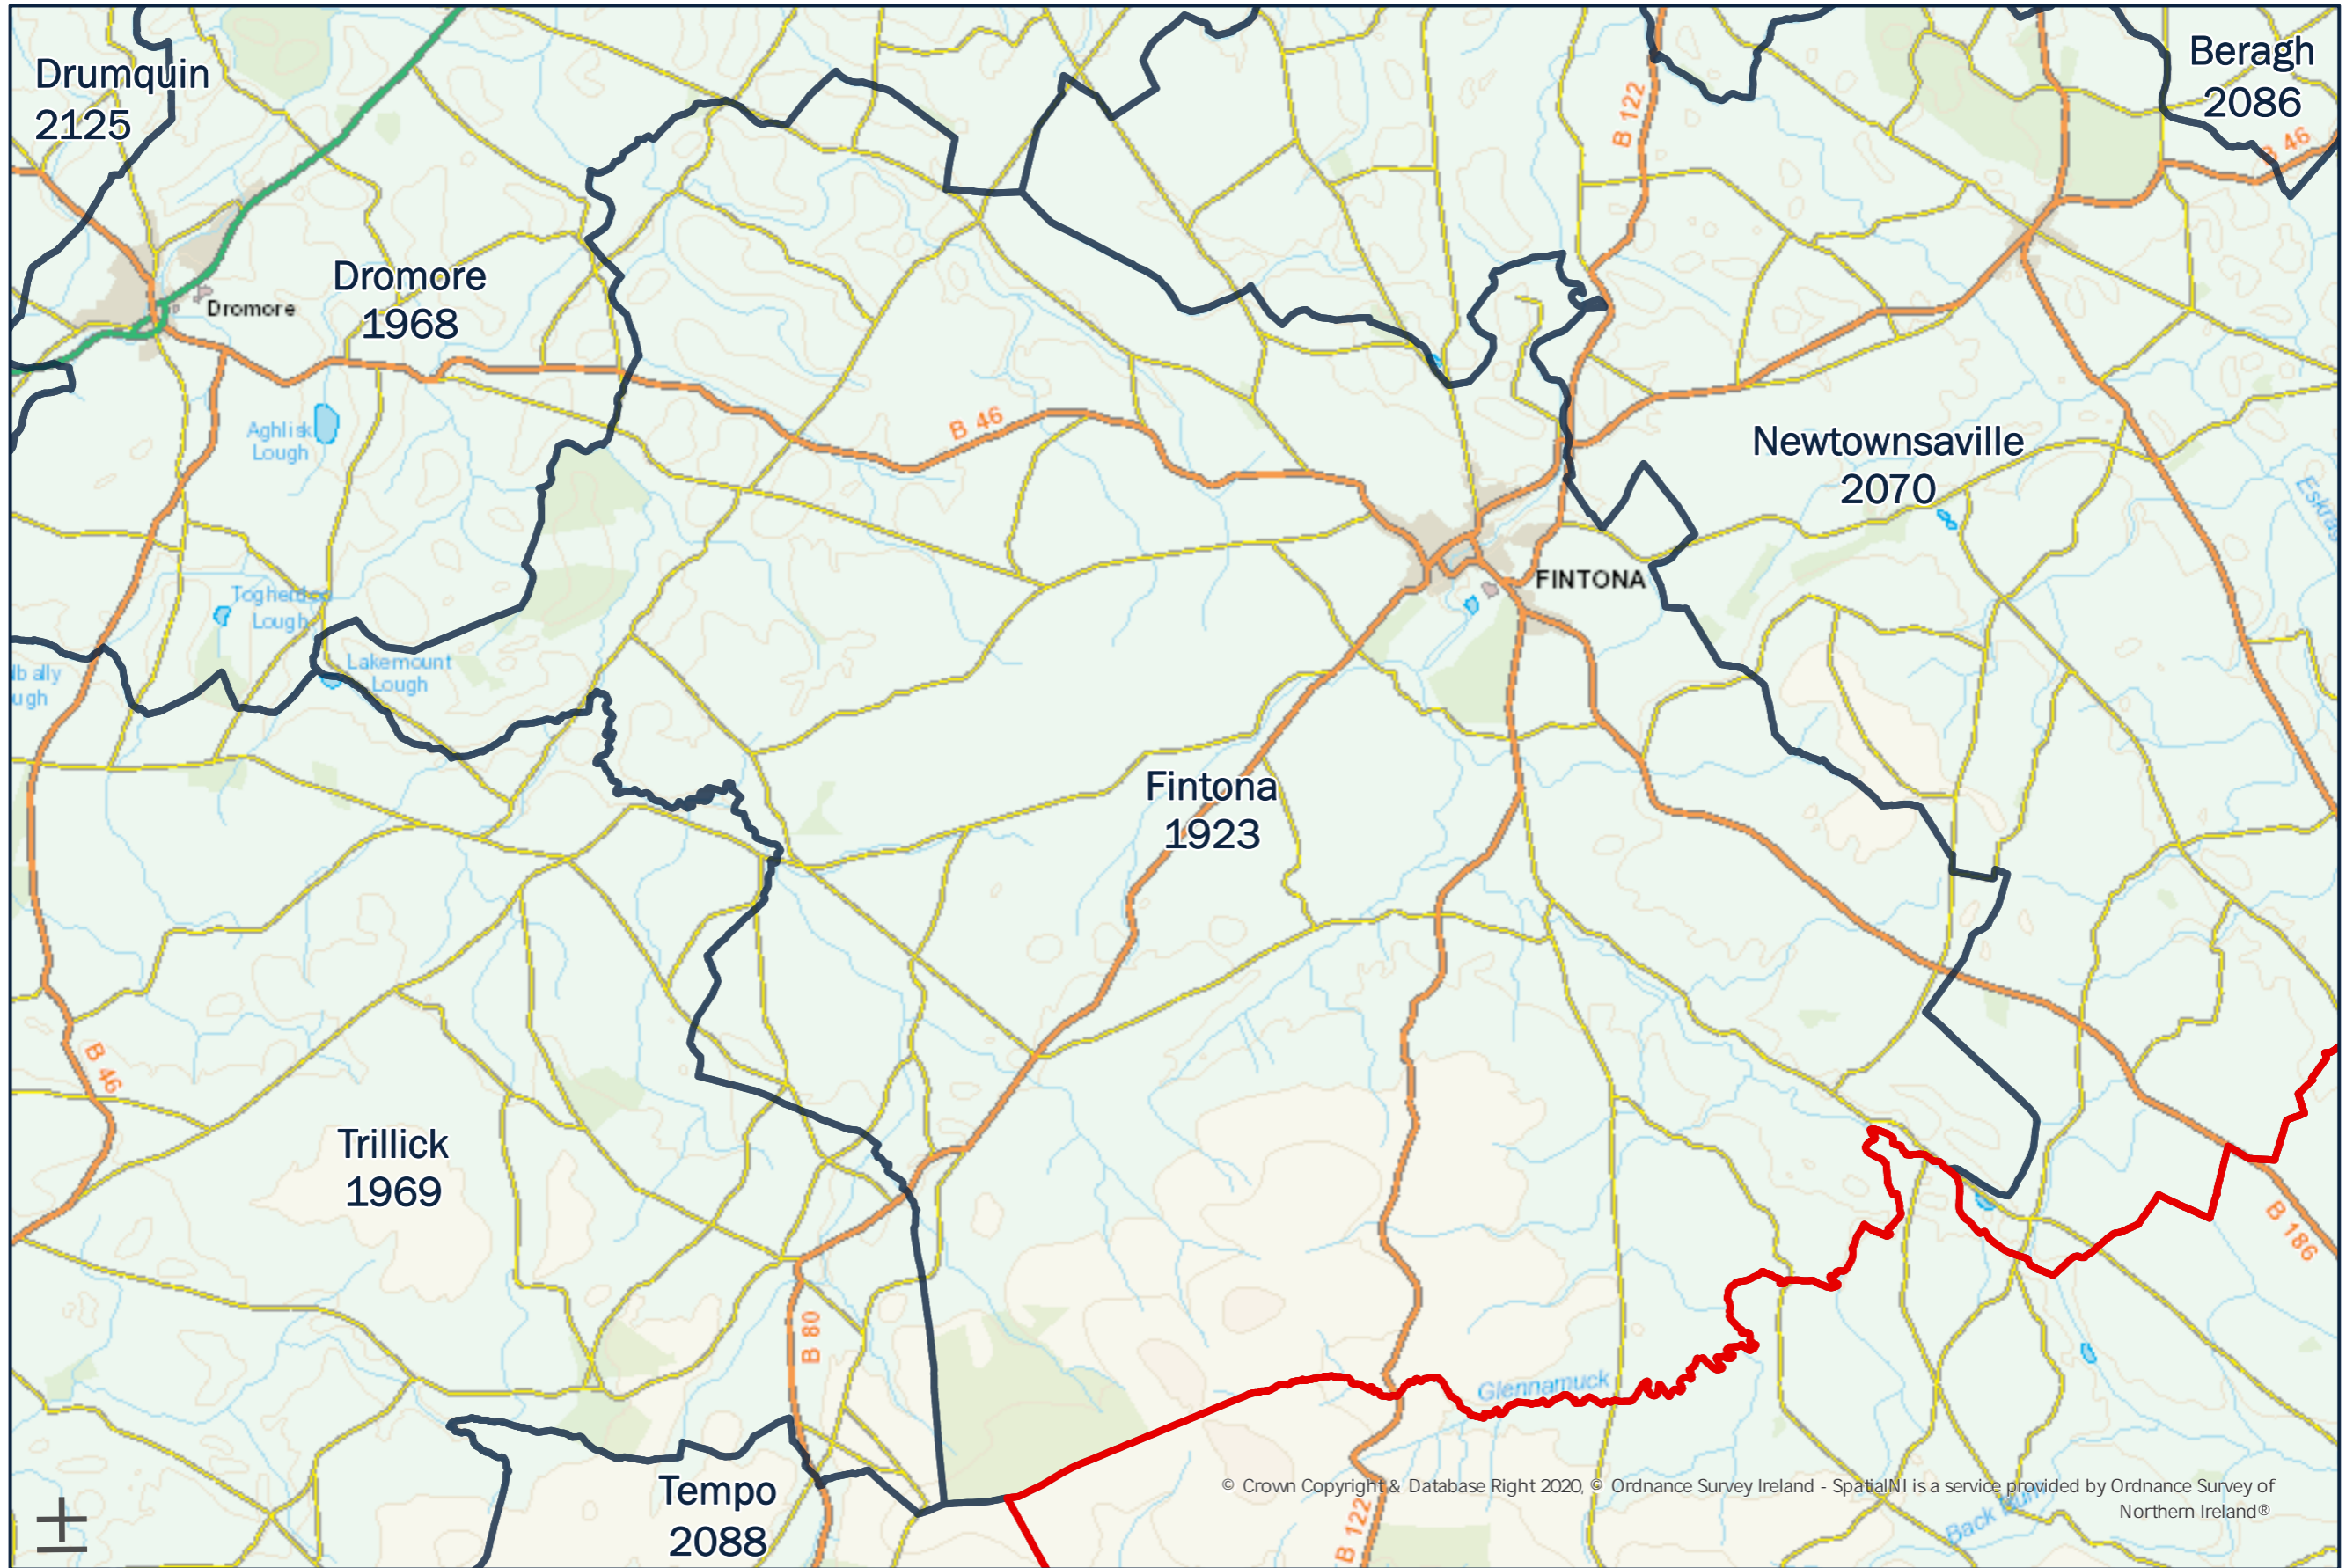 Drumquin
2125
Beragh
2086
B 122
B 46
Dromore
1968
Dromore
Aghlisk
Lough
B 46
Newtownsaville
2070
FINTONA
Lough
Lakemount
Lough
Fintona
1923
B 46
Trillick
1969
B 186
B 80
Glennamuck
Tempo
2088
B 122
© Crown Copyright & Database Right 2020, © Ordnance Survey Ireland - SpatialNI is a service provided by Ordnance Survey of
Northern Ireland®